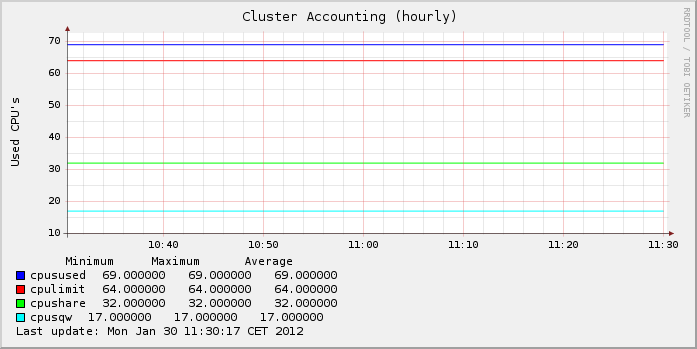 Cluster Accounting (hourly)
RRDTOOL / TOBI OETIKER
Used CPU's
70
60
50
40
30
20
10
10:40 10:50 11:00 11:10 11:20 11:30
Minimum Maximum Average
cpusused 69.000000 69.000000 69.000000
cpulimit 64.000000 64.000000 64.000000
cpushare 32.000000 32.000000 32.000000
cpusqw 17.000000 17.000000 17.000000
Last update: Mon Jan 30 11:30:17 CET 2012